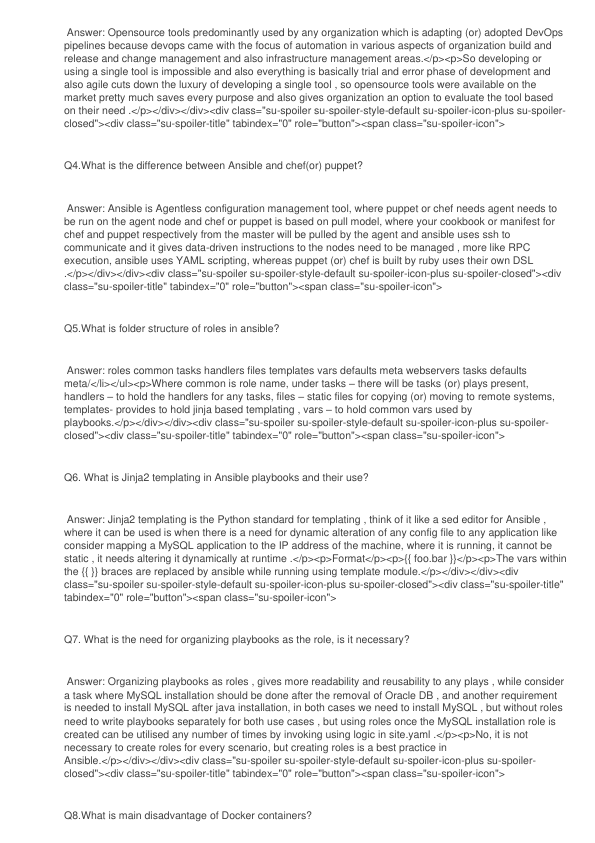 Answer: Opensource tools predominantly used by any organization which is adapting (or) adopted DevOps
pipelines because devops came with the focus of automation in various aspects of organization build and
release and change management and also infrastructure management areas.</p><p>So developing or
using a single tool is impossible and also everything is basically trial and error phase of development and
also agile cuts down the luxury of developing a single tool , so opensource tools were available on the
market pretty much saves every purpose and also gives organization an option to evaluate the tool based
on their need .</p></div></div><div class="su-spoiler su-spoiler-style-default su-spoiler-icon-plus su-spoiler-
closed"><div class="su-spoiler-title" tabindex="0" role="button"><span class="su-spoiler-icon">
Q4.What is the difference between Ansible and chef(or) puppet?
Answer: Ansible is Agentless configuration management tool, where puppet or chef needs agent needs to
be run on the agent node and chef or puppet is based on pull model, where your cookbook or manifest for
chef and puppet respectively from the master will be pulled by the agent and ansible uses ssh to
communicate and it gives data-driven instructions to the nodes need to be managed , more like RPC
execution, ansible uses YAML scripting, whereas puppet (or) chef is built by ruby uses their own DSL
.</p></div></div><div class="su-spoiler su-spoiler-style-default su-spoiler-icon-plus su-spoiler-closed"><div
class="su-spoiler-title" tabindex="0" role="button"><span class="su-spoiler-icon">
Q5.What is folder structure of roles in ansible?
Answer: roles common tasks handlers files templates vars defaults meta webservers tasks defaults
meta/</li></ul><p>Where common is role name, under tasks – there will be tasks (or) plays present,
handlers – to hold the handlers for any tasks, files – static files for copying (or) moving to remote systems,
templates- provides to hold jinja based templating , vars – to hold common vars used by
playbooks.</p></div></div><div class="su-spoiler su-spoiler-style-default su-spoiler-icon-plus su-spoiler-
closed"><div class="su-spoiler-title" tabindex="0" role="button"><span class="su-spoiler-icon">
Q6. What is Jinja2 templating in Ansible playbooks and their use?
Answer: Jinja2 templating is the Python standard for templating , think of it like a sed editor for Ansible ,
where it can be used is when there is a need for dynamic alteration of any config file to any application like
consider mapping a MySQL application to the IP address of the machine, where it is running, it cannot be
static , it needs altering it dynamically at runtime .</p><p>Format</p><p>{{ foo.bar }}</p><p>The vars within
the {{ }} braces are replaced by ansible while running using template module.</p></div></div><div
class="su-spoiler su-spoiler-style-default su-spoiler-icon-plus su-spoiler-closed"><div class="su-spoiler-title"
tabindex="0" role="button"><span class="su-spoiler-icon">
Q7. What is the need for organizing playbooks as the role, is it necessary?
Answer: Organizing playbooks as roles , gives more readability and reusability to any plays , while consider
a task where MySQL installation should be done after the removal of Oracle DB , and another requirement
is needed to install MySQL after java installation, in both cases we need to install MySQL , but without roles
need to write playbooks separately for both use cases , but using roles once the MySQL installation role is
created can be utilised any number of times by invoking using logic in site.yaml .</p><p>No, it is not
necessary to create roles for every scenario, but creating roles is a best practice in
Ansible.</p></div></div><div class="su-spoiler su-spoiler-style-default su-spoiler-icon-plus su-spoiler-
closed"><div class="su-spoiler-title" tabindex="0" role="button"><span class="su-spoiler-icon">
Q8.What is main disadvantage of Docker containers?